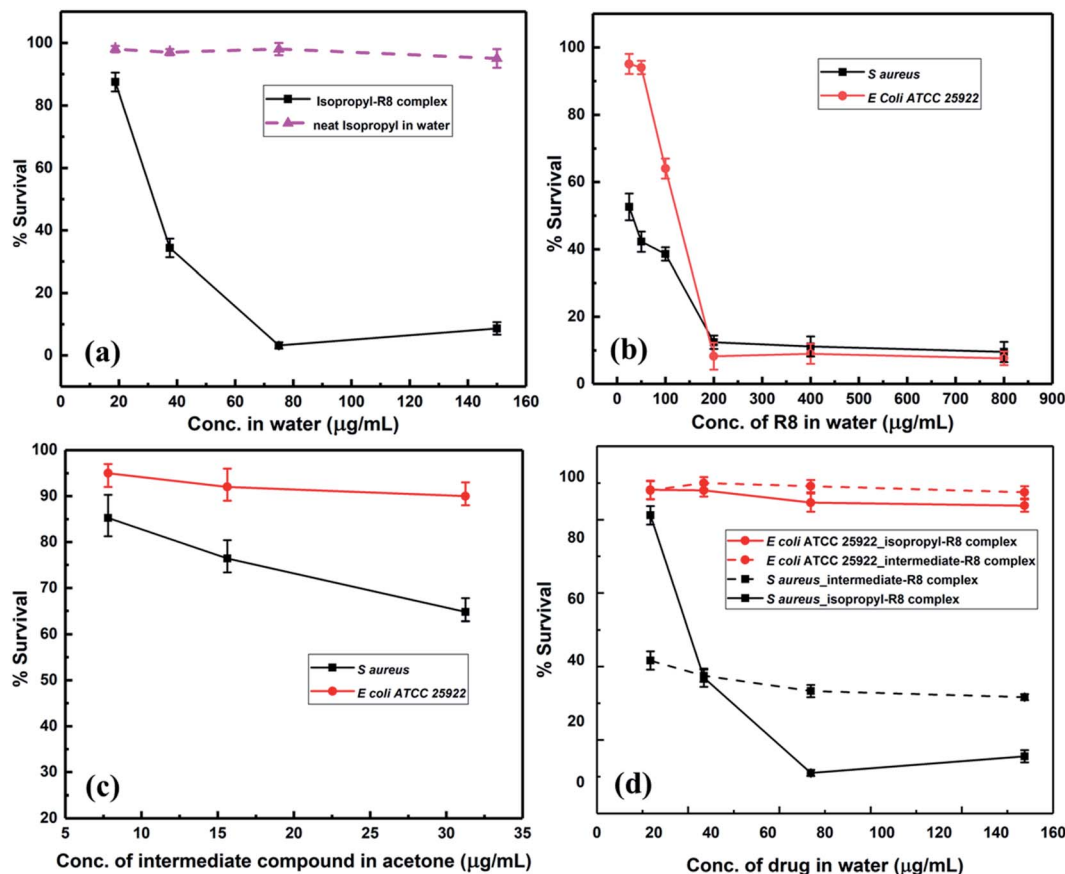 100
80
60
40
20
0
% Survival
Isopropyl-R8 complex
neat Isopropyl in water
(a)
0 20 40 60 80 100 120 140 160
Conc. in water (µg/mL)
100
80
60
40
20
0
% Survival
S aureus
E Coli ATCC 25922
(b)
0 100 200 300 400 500 600 700 800 900
Conc. of R8 in water (µg/mL)
100
90
80
70
60
50
40
30
20
% Survival
S aureus
E coli ATCC 25922
(c)
5 10 15 20 25 30 35
Conc. of intermediate compound in acetone (µg/mL)
100
80
60
40
20
0
% Survival
E coli ATCC 25922_isopropyl-R8 complex
E coli ATCC 25922_intermediate-R8 complex
S aureus_intermediate-R8 complex
S aureus_isopropyl-R8 complex
(d)
0 20 40 60 80 100 120 140 160
Conc. of drug in water (µg/mL)